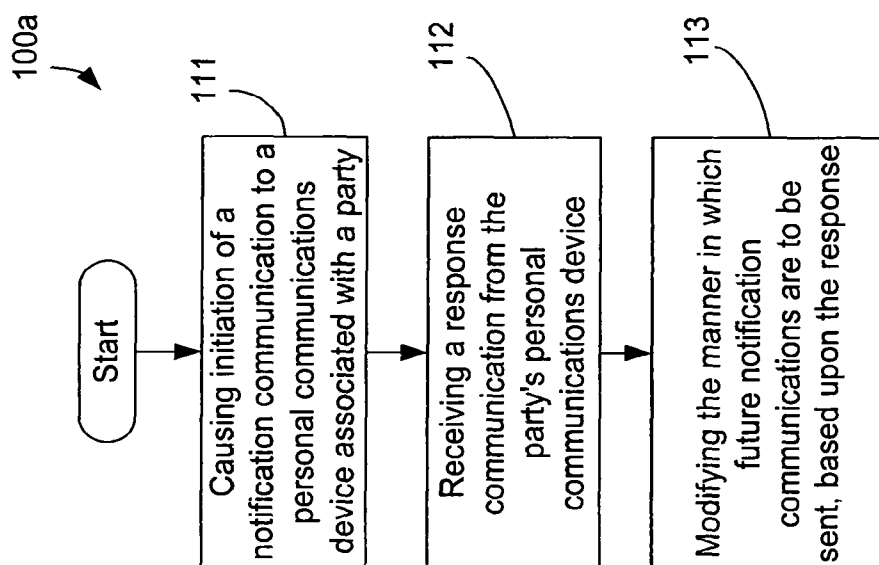 100a
Start
111
Causing initiation of a
notification communication to a
personal communications
device associated with a party
112
Receiving a response
communication from the
party's personal
communications device
113
Modifying the manner in which
future notification
communications are to be
sent, based upon the response